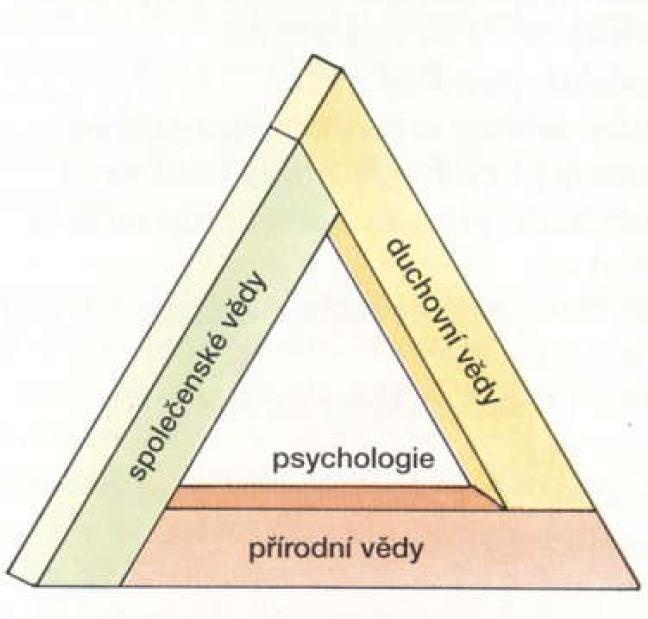 duchovní vědy
společenské vědy
psychologie
přírodní vědy